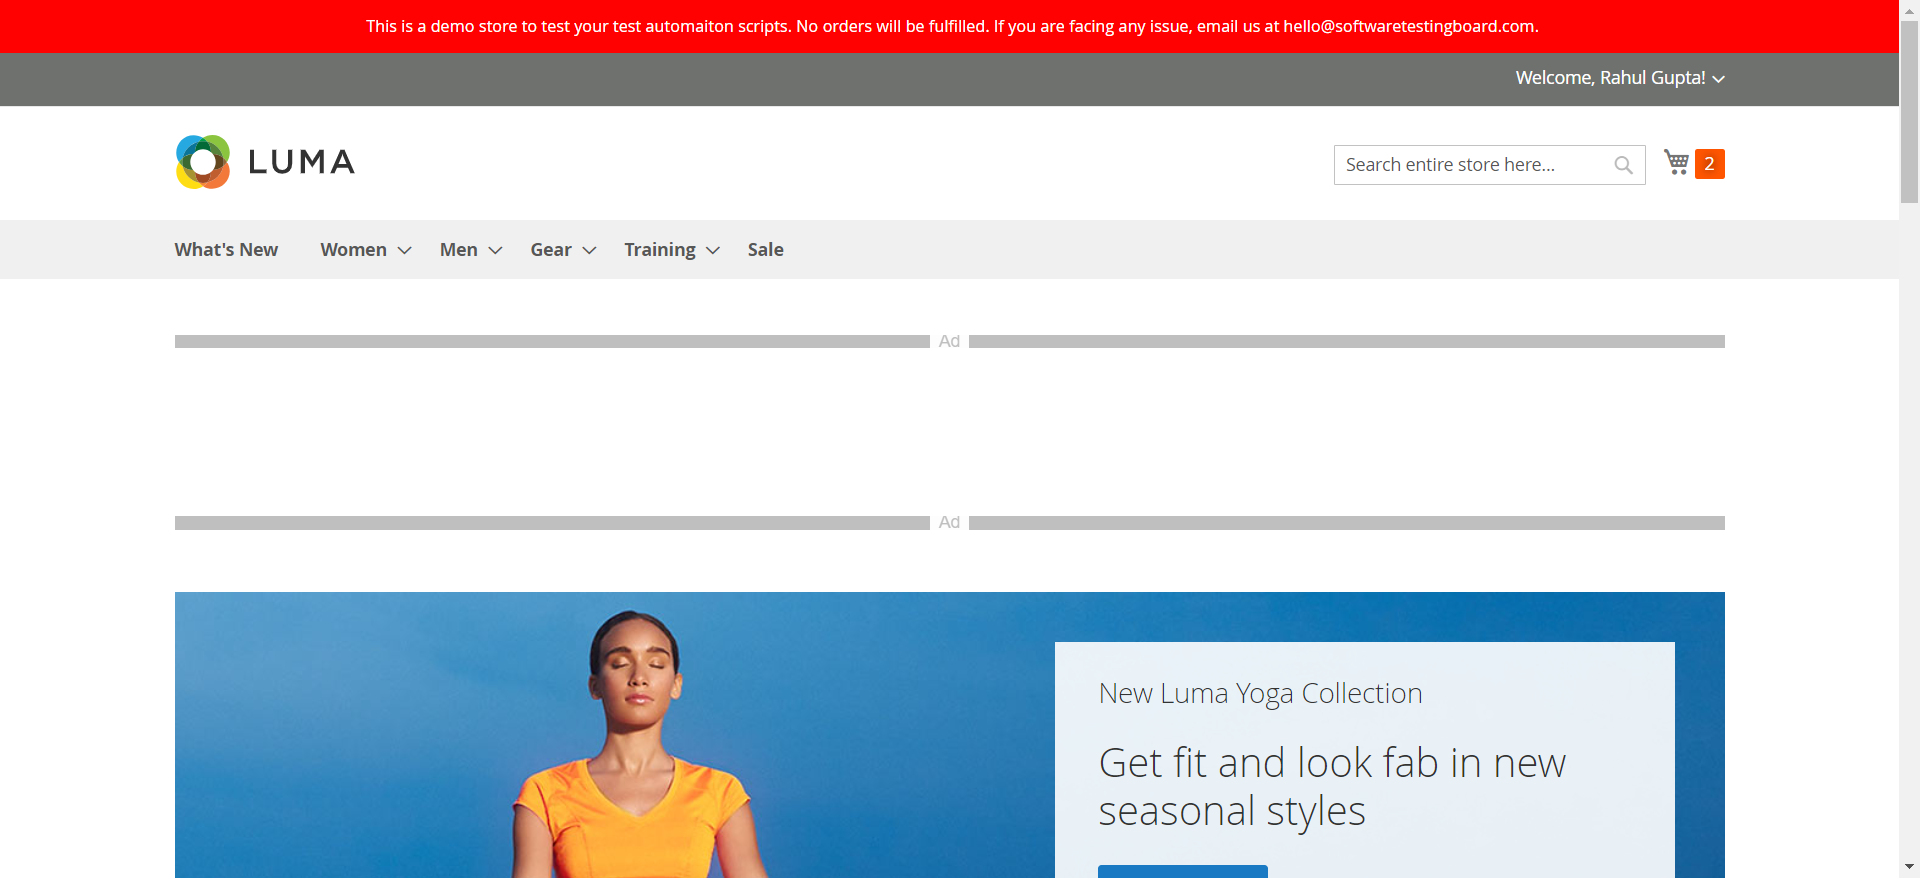 This is a demo store to test your test automaiton scripts. No orders will be fulfilled. If you are facing any issue, email us at hello@softwaretestingboard.com.
Welcome, Rahul Gupta!
LUMA
Search entire store here...
2
What's New Women Men Gear Training Sale
Ad
Ad
New Luma Yoga Collection
Get fit and look fab in new
seasonal styles